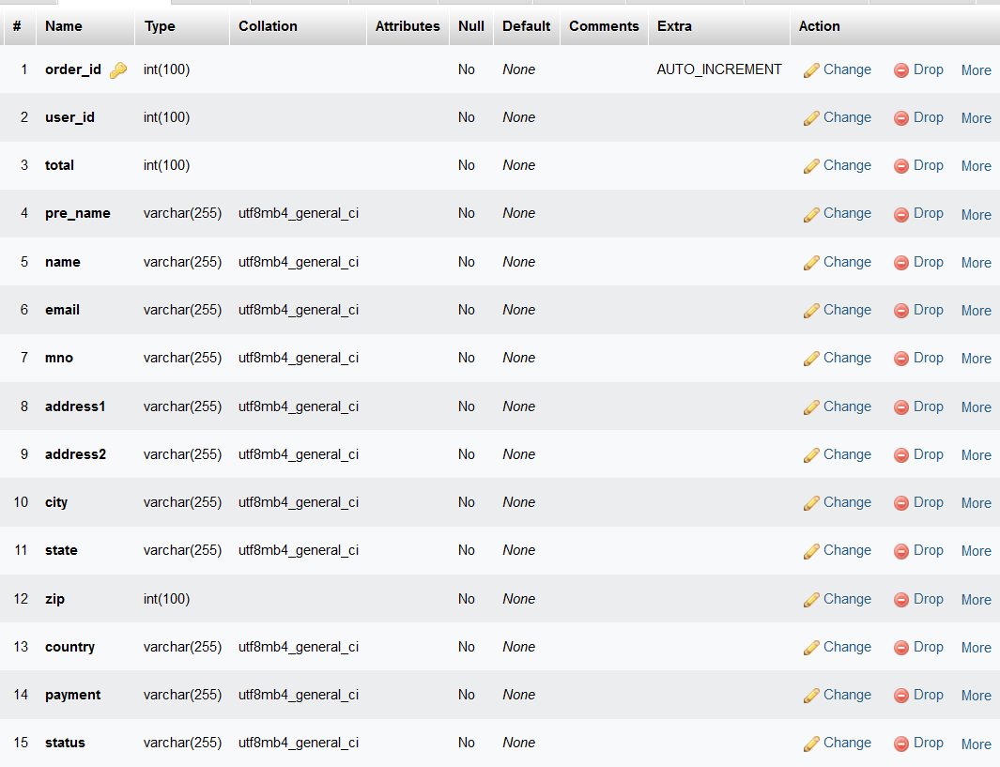 # Name Type Collation Attributes Null Default Comments Extra Action
1 order_id int(100) No None AUTO_INCREMENT Change Drop More
2 user_id int(100) No None Change Drop More
3 total int(100) No None Change Drop More
4 pre_name varchar(255) utf8mb4_general_ci No None Change Drop More
5 name varchar(255) utf8mb4_general_ci No None Change Drop More
6 email varchar(255) utf8mb4_general_ci No None Change Drop More
7 mno varchar(255) utf8mb4_general_ci No None Change Drop More
8 address1 varchar(255) utf8mb4_general_ci No None Change Drop More
9 address2 varchar(255) utf8mb4_general_ci No None Change Drop More
10 city varchar(255) utf8mb4_general_ci No None Change Drop More
11 state varchar(255) utf8mb4_general_ci No None Change Drop More
12 zip int(100) No None Change Drop More
13 country varchar(255) utf8mb4_general_ci No None Change Drop More
14 payment varchar(255) utf8mb4_general_ci No None Change Drop More
15 status varchar(255) utf8mb4_general_ci No None Change Drop More